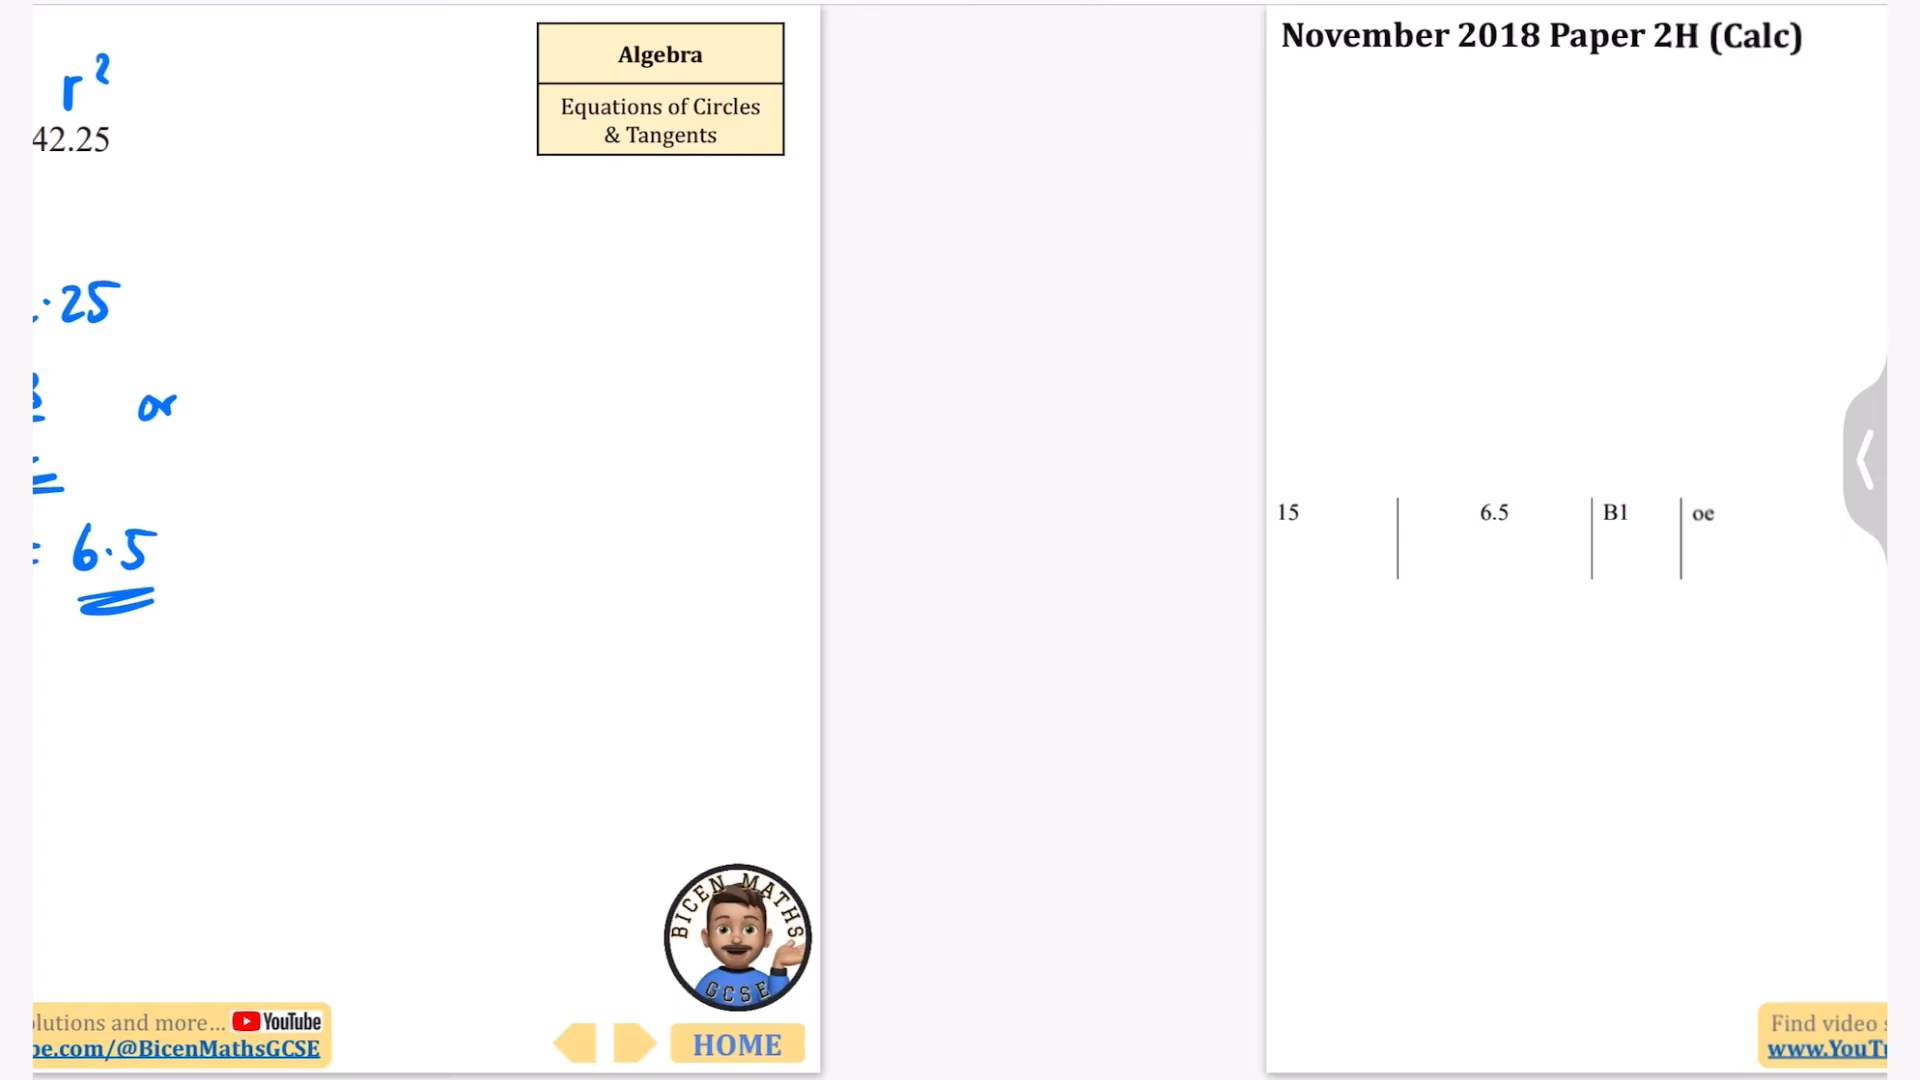 r²
42.25
Algebra
Equations of Circles
& Tangents
.25
or
= 6.5
BICEN MATHS
GCSE
lutions and more... YouTube
be.com/@BicenMathsGCSE
HOME
November 2018 Paper 2H (Calc)
15 6.5 B1 oe
Find video
www.YouT